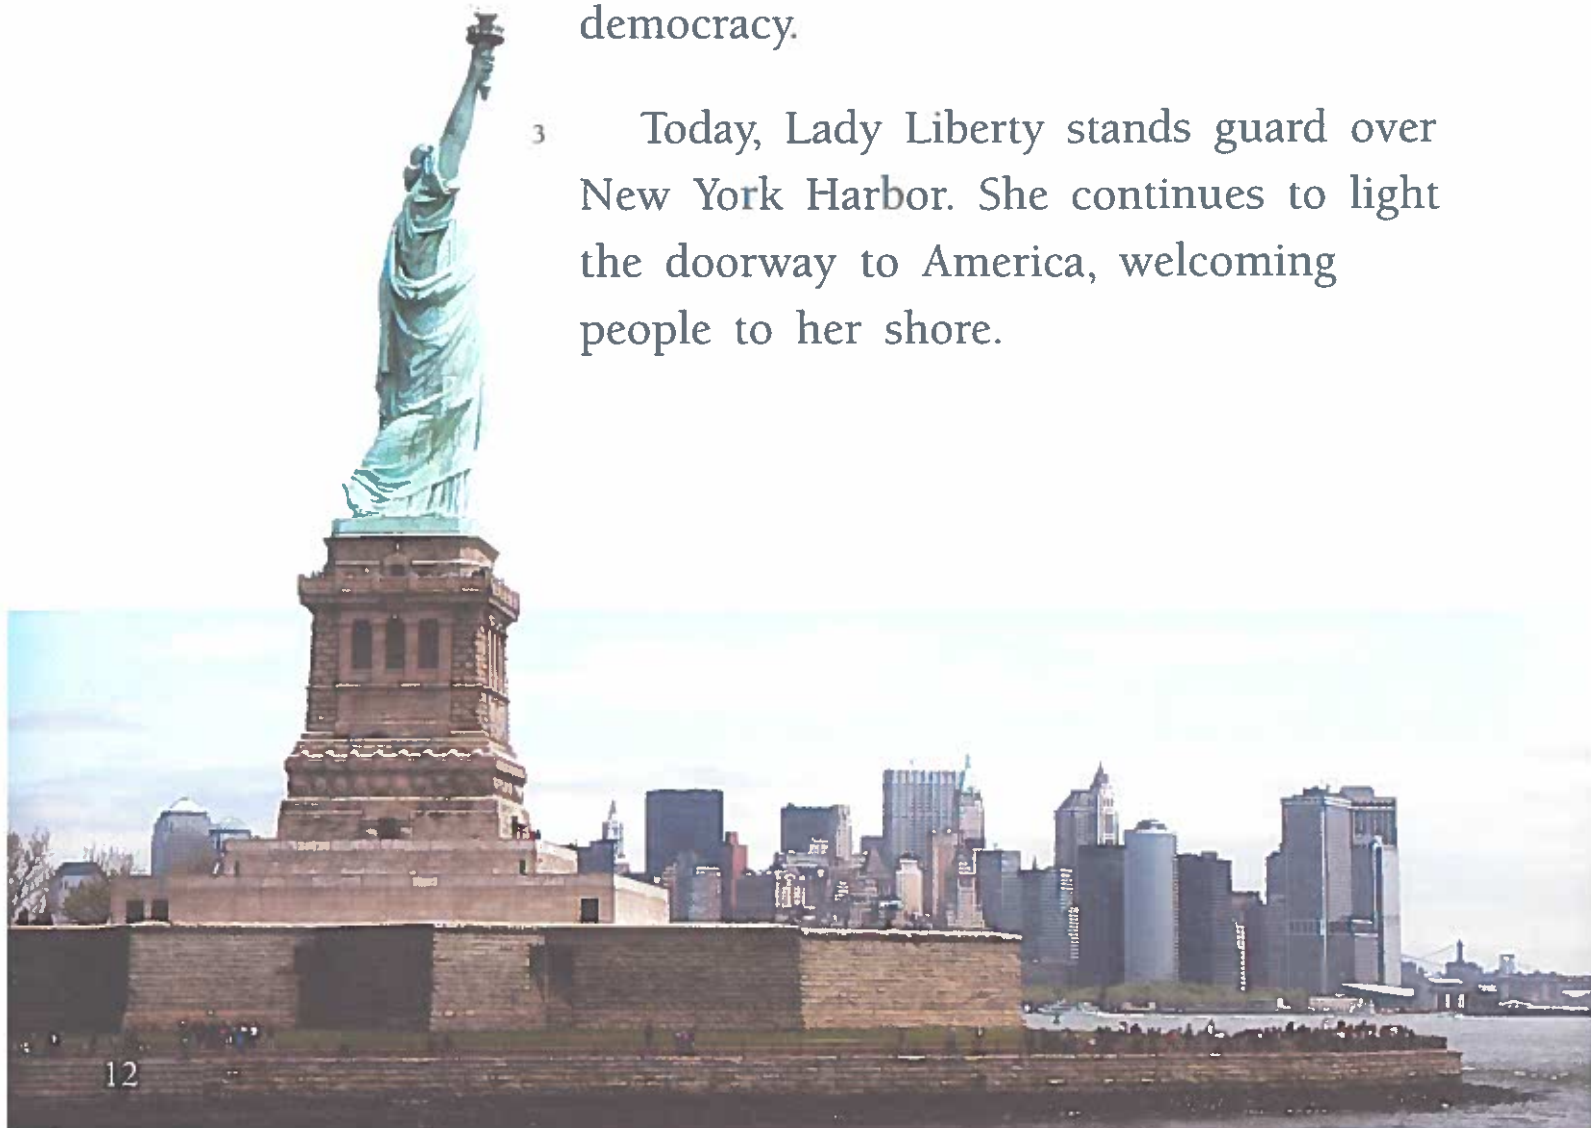 democracy.
3 Today, Lady Liberty stands guard over
New York Harbor. She continues to light
the doorway to America, welcoming
people to her shore.
12